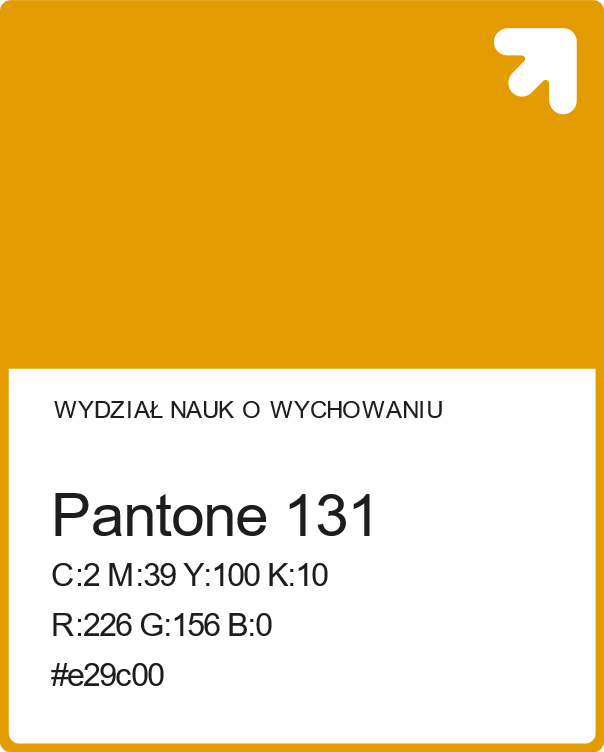 WYDZIAŁ NAUK O WYCHOWANIU
Pantone 131
C:2 M:39 Y:100 K:10
R:226 G:156 B:0
#e29c00